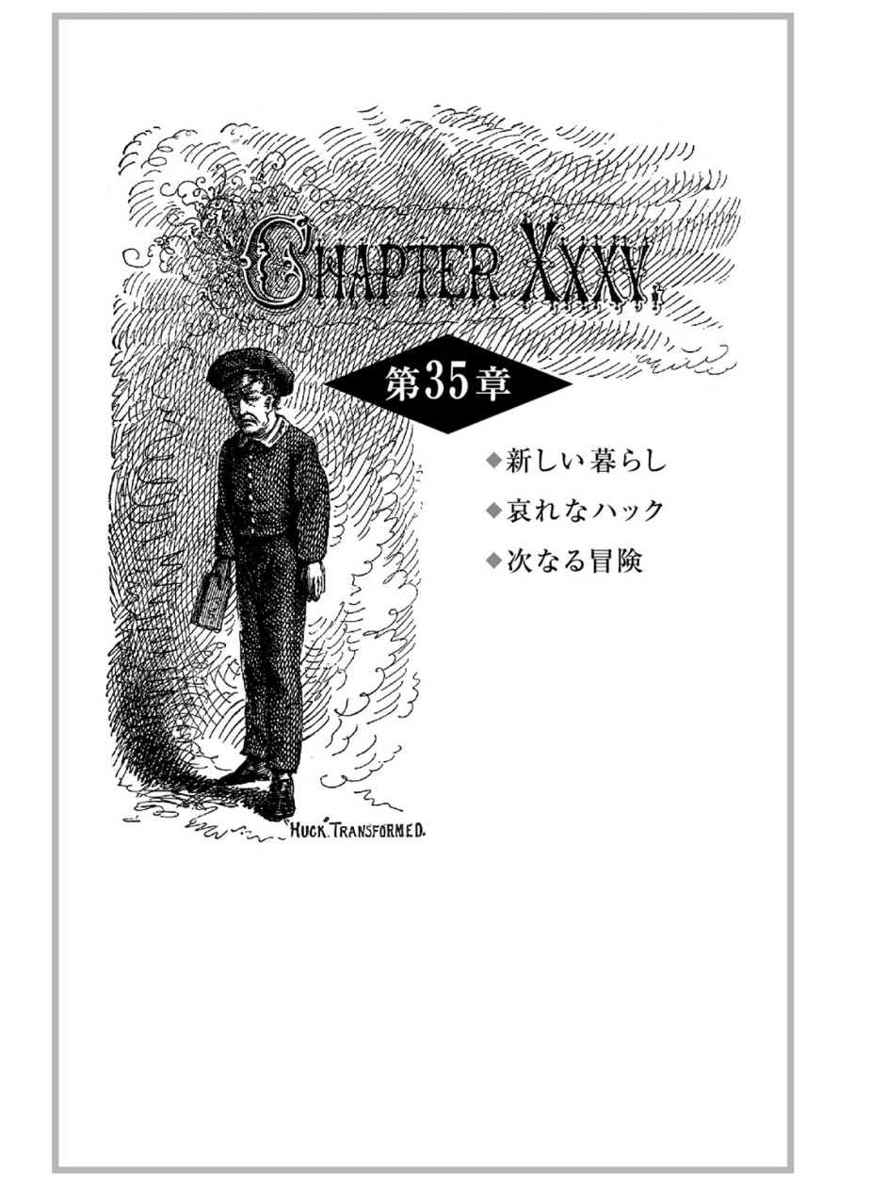 CHAPTER XXXV.
第35章
◆新しい暮らし
◆哀れなハック
◆次なる冒険
"HUCK". TRANSFORMED.